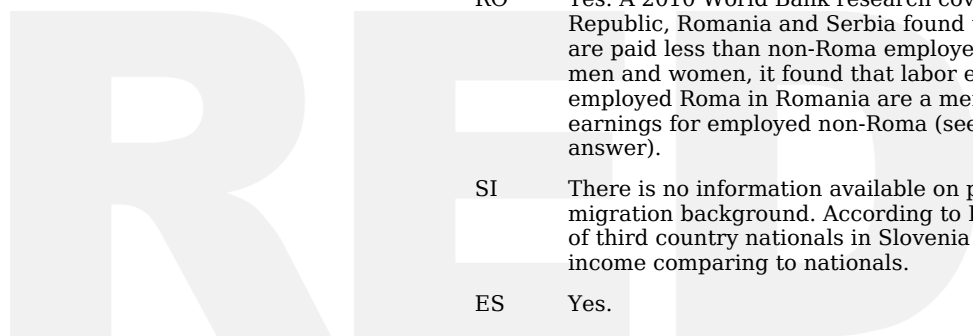 RED
RO Yes. A 2010 World Bank research cov
Republic, Romania and Serbia found
are paid less than non-Roma employe
men and women, it found that labor e
employed Roma in Romania are a me
earnings for employed non-Roma (see
answer).
SI There is no information available on p
migration background. According to
of third country nationals in Slovenia
income comparing to nationals.
ES Yes.